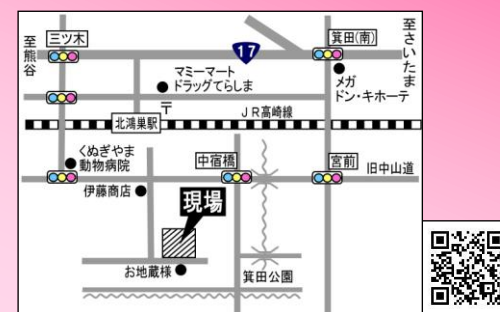 至熊谷
三ツ木
17
箕田(南)
至さいたま
マミーマート
ドラッグてらしま
メガ
ドン・キホーテ
〒
JR高崎線
北鴻巣駅
くぬぎやま
動物病院
中宿橋
宮前
旧中山道
伊藤商店
現場
お地蔵様
箕田公園